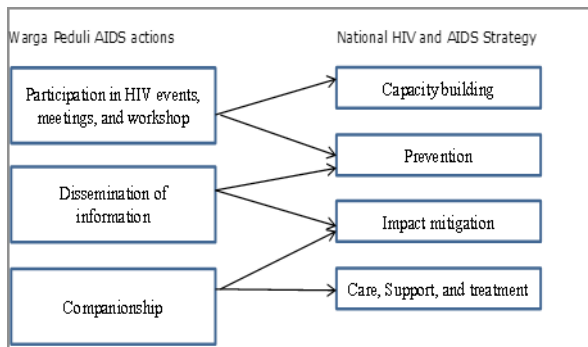 Warga Peduli AIDS actions
National HIV and AIDS Strategy
Participation in HIV events,
meetings, and workshop
Capacity building
Prevention
Dissemination of
information
Impact mitigation
Companionship
Care, Support, and treatment